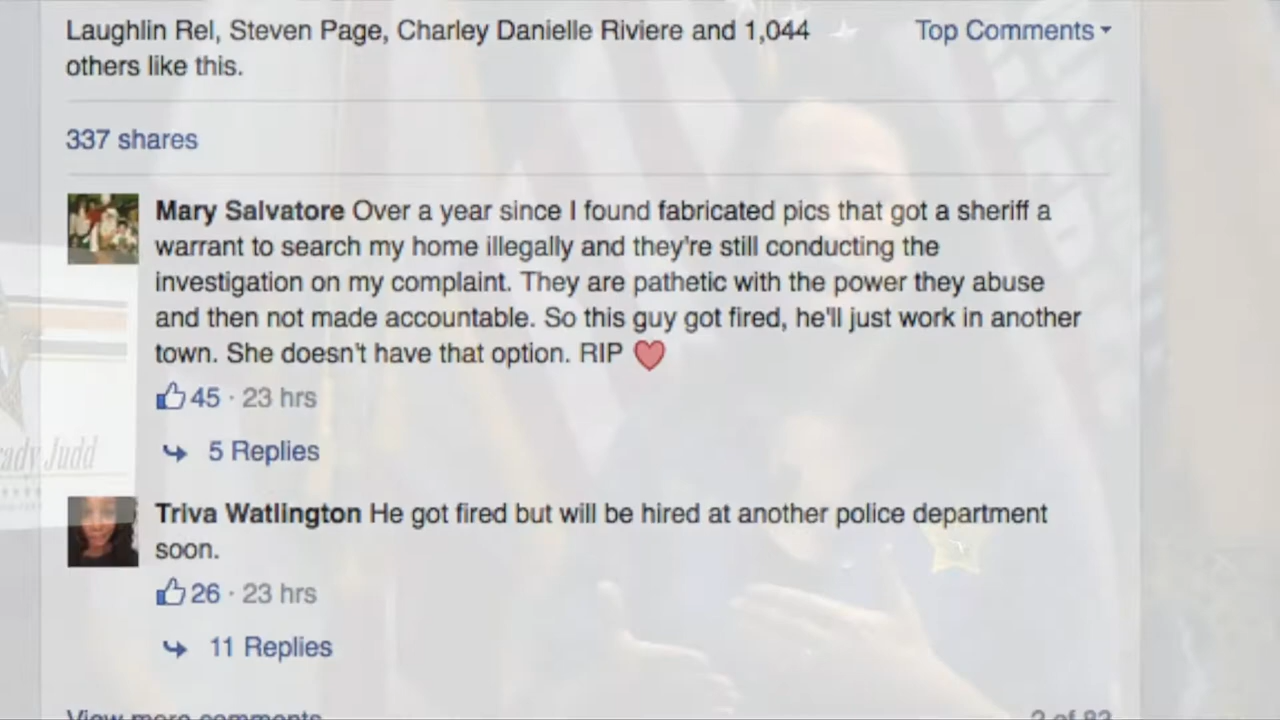 Laughlin Rel, Steven Page, Charley Danielle Riviere and 1,044
Top Comments
others like this.
337 shares
Mary Salvatore Over a year since I found fabricated pics that got a sheriff a
warrant to search my home illegally and they're still conducting the
investigation on my complaint. They are pathetic with the power they abuse
and then not made accountable. So this guy got fired, he'll just work in another
town. She doesn't have that option. RIP
45 · 23 hrs
5 Replies
ady Judd
Triva Watlington He got fired but will be hired at another police department
soon.
26 · 23 hrs
11 Replies
View more comments
2 of 82